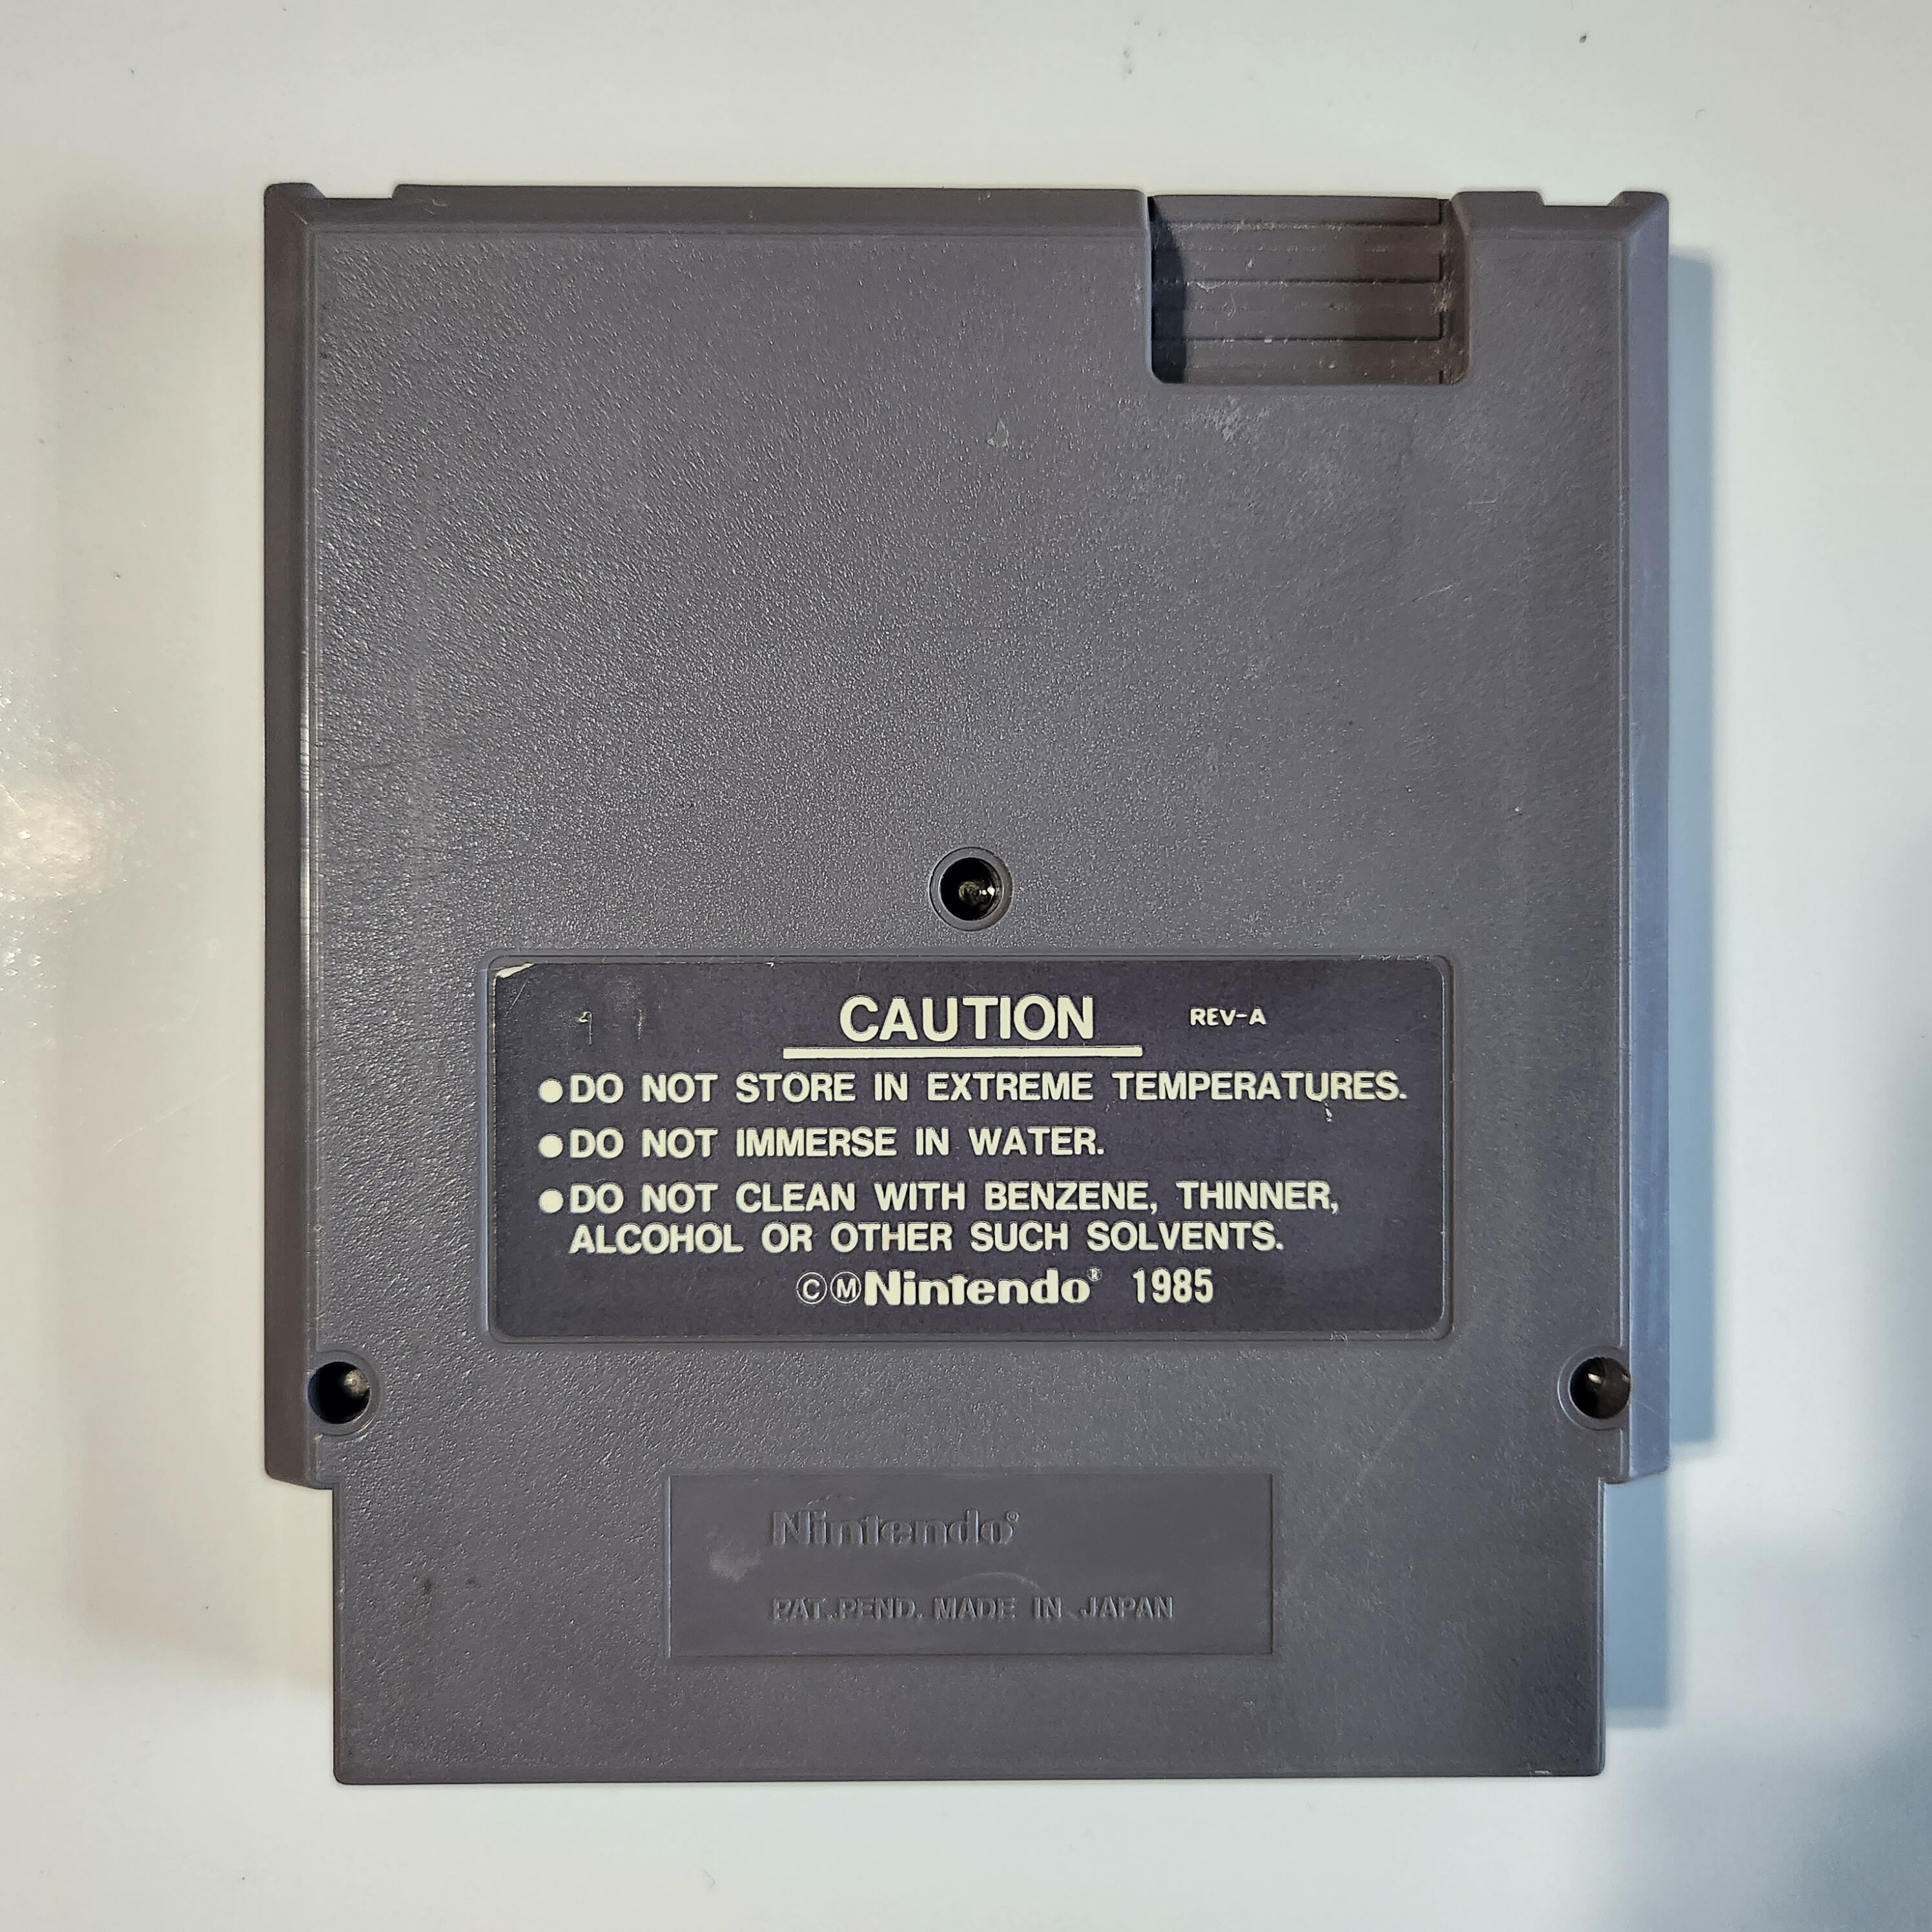 CAUTION REV-A
●DO NOT STORE IN EXTREME TEMPERATURES.
●DO NOT IMMERSE IN WATER.
●DO NOT CLEAN WITH BENZENE, THINNER,
ALCOHOL OR OTHER SUCH SOLVENTS.
ⒸⓂNintendo® 1985
Nintendo®
PAT.PEND. MADE IN JAPAN